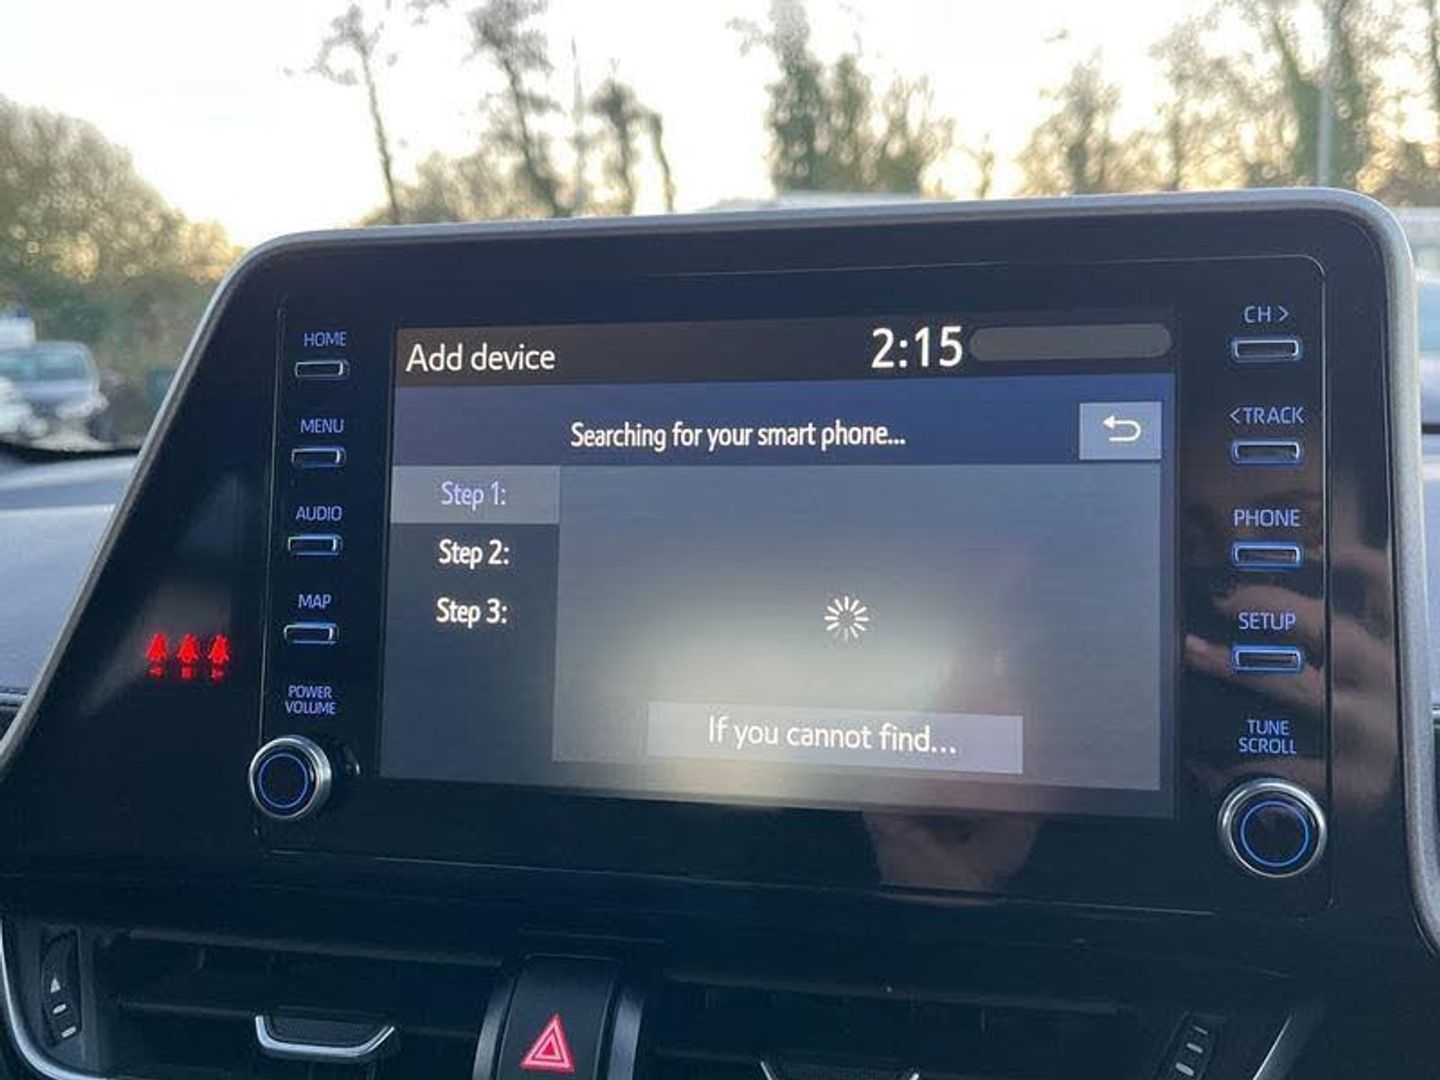 HOME
MENU
AUDIO
MAP
POWER
VOLUME
Add device
2:15
Searching for your smart phone...
Step 1:
Step 2:
Step 3:
If you cannot find...
CH >
<TRACK
PHONE
SETUP
TUNE
SCROLL